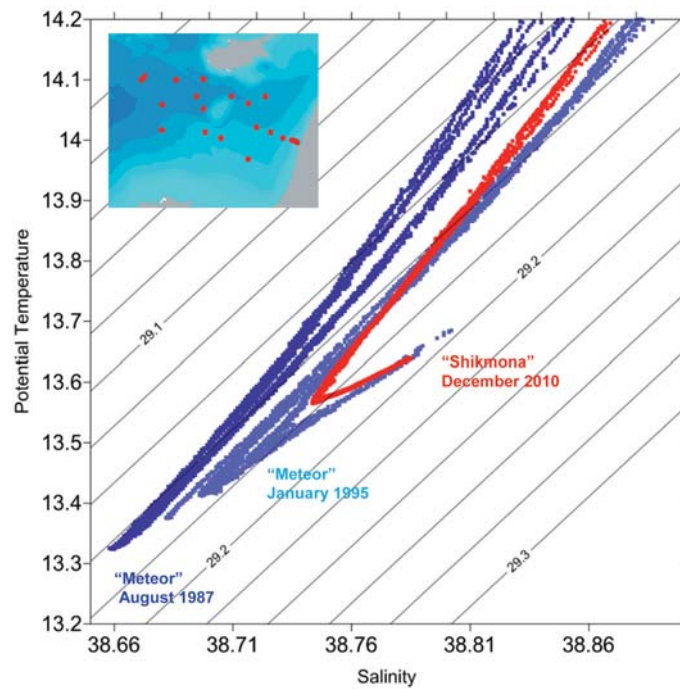 14.2
14.1
14
13.9
13.8
13.7
13.6
13.5
13.4
13.3
13.2
Potential Temperature
29.1
29.2
"Shikmona"
December 2010
"Meteor"
January 1995
29.2
29.3
"Meteor"
August 1987
38.66
38.71
38.76
38.81
38.86
Salinity